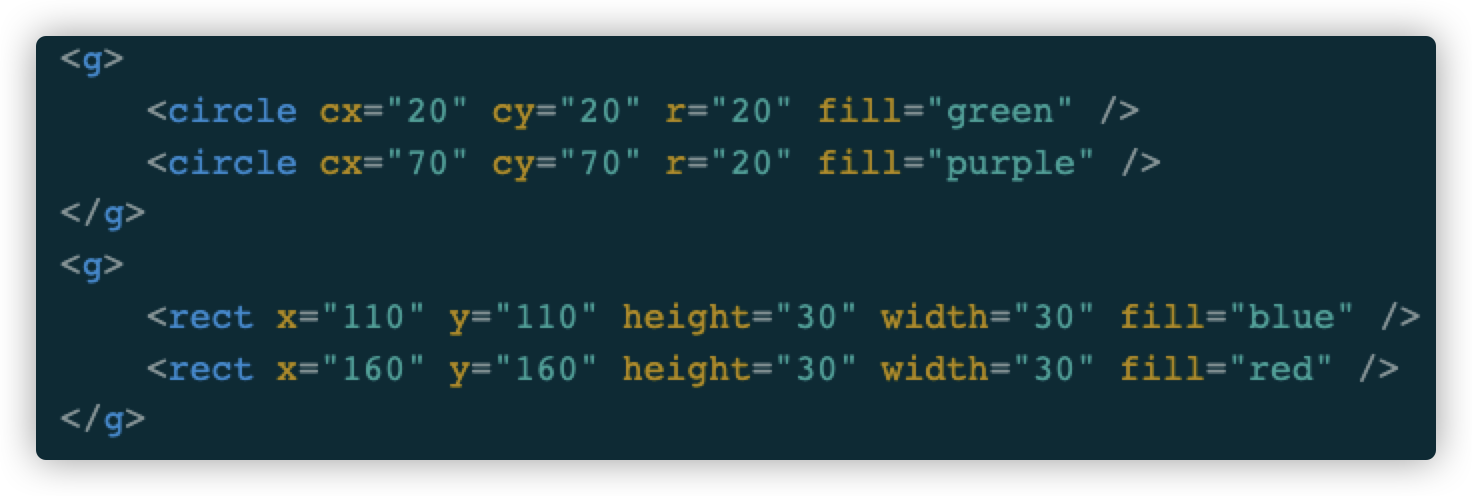 <g>
    <circle cx="20" cy="20" r="20" fill="green" />
    <circle cx="70" cy="70" r="20" fill="purple" />
</g>
<g>
    <rect x="110" y="110" height="30" width="30" fill="blue" />
    <rect x="160" y="160" height="30" width="30" fill="red" />
</g>